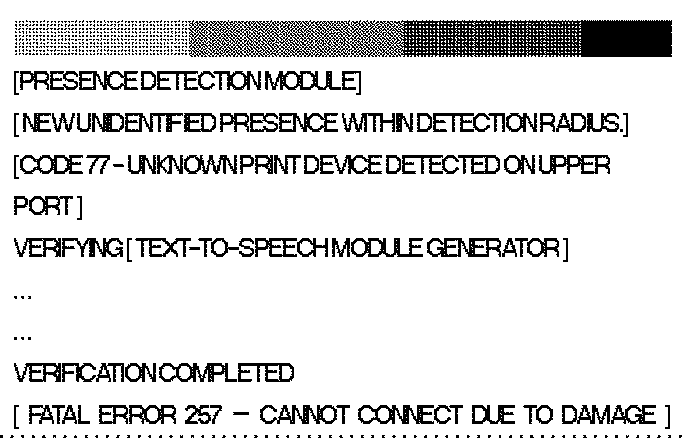 [PRESENCE DETECTION MODULE]
[ NEW UNIDENTIFIED PRESENCE WITHIN DETECTION RADIUS.]
[CODE 77 - UNKNOWN PRINT DEVICE DETECTED ON UPPER
PORT ]
VERIFYING [ TEXT-TO-SPEECH MODULE GENERATOR ]
...
...
VERIFICATION COMPLETED
[ FATAL ERROR 257 - CANNOT CONNECT DUE TO DAMAGE ]